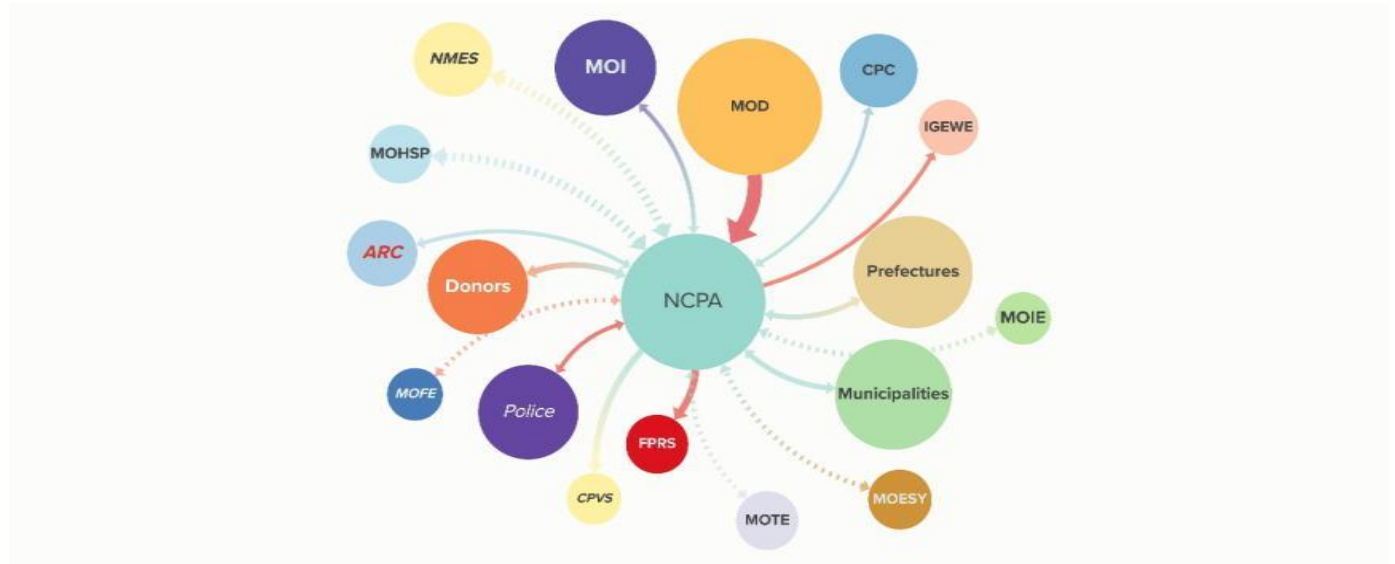 NMES
MOI
MOD
CPC
IGEWE
MOHSP
ARC
Donors
NCPA
Prefectures
MOIE
MOFE
Police
Municipalities
FPRS
CPVS
MOTE
MOESY